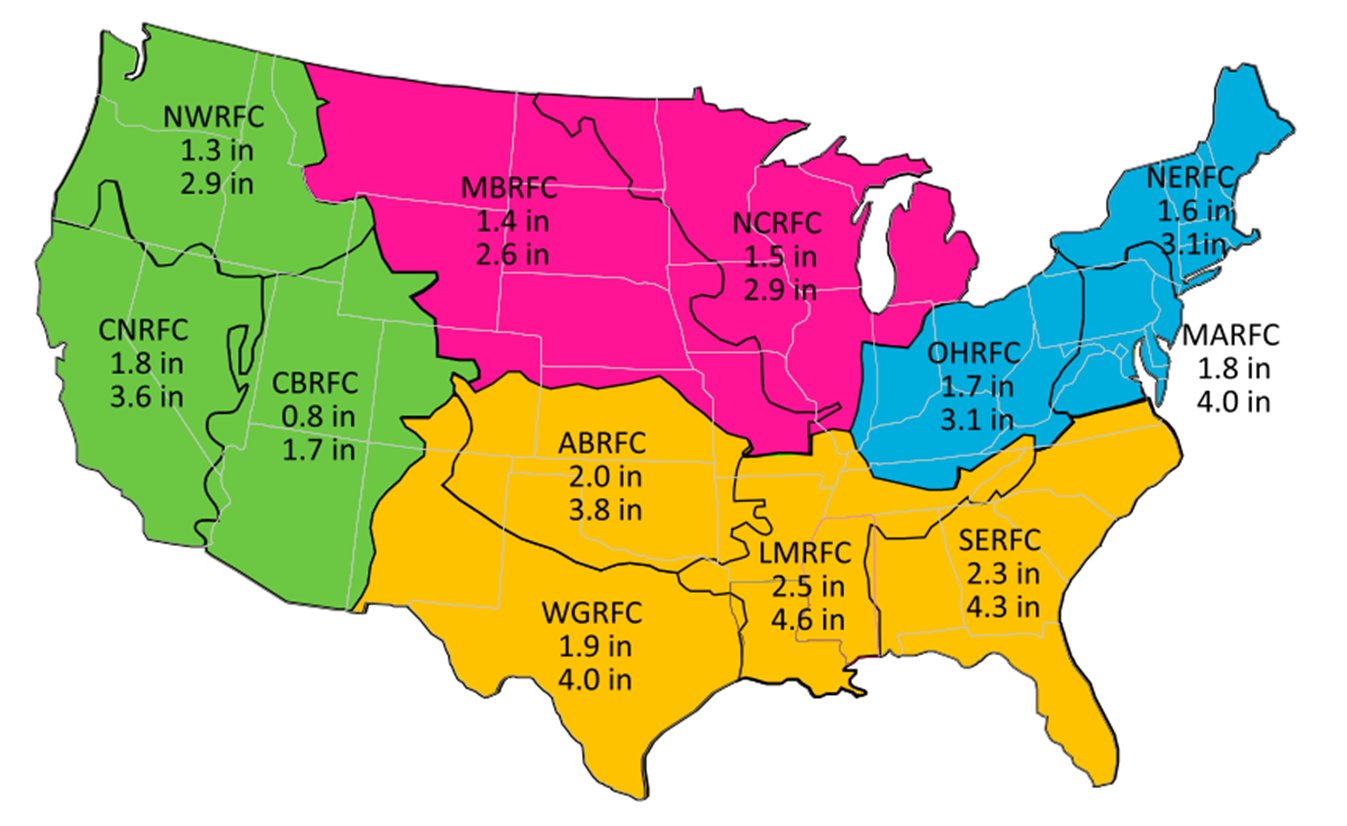 NWRFC
1.3 in
2.9 in
MBRFC
1.4 in
2.6 in
NCRFC
1.5 in
2.9 in
NERFC
1.6 in
3.1in
CNRFC
1.8 in
3.6 in
CBRFC
0.8 in
1.7 in
OHRFC
1.7 in
3.1 in
MARFC
1.8 in
4.0 in
ABRFC
2.0 in
3.8 in
LMRFC
2.5 in
4.6 in
SERFC
2.3 in
4.3 in
WGRFC
1.9 in
4.0 in